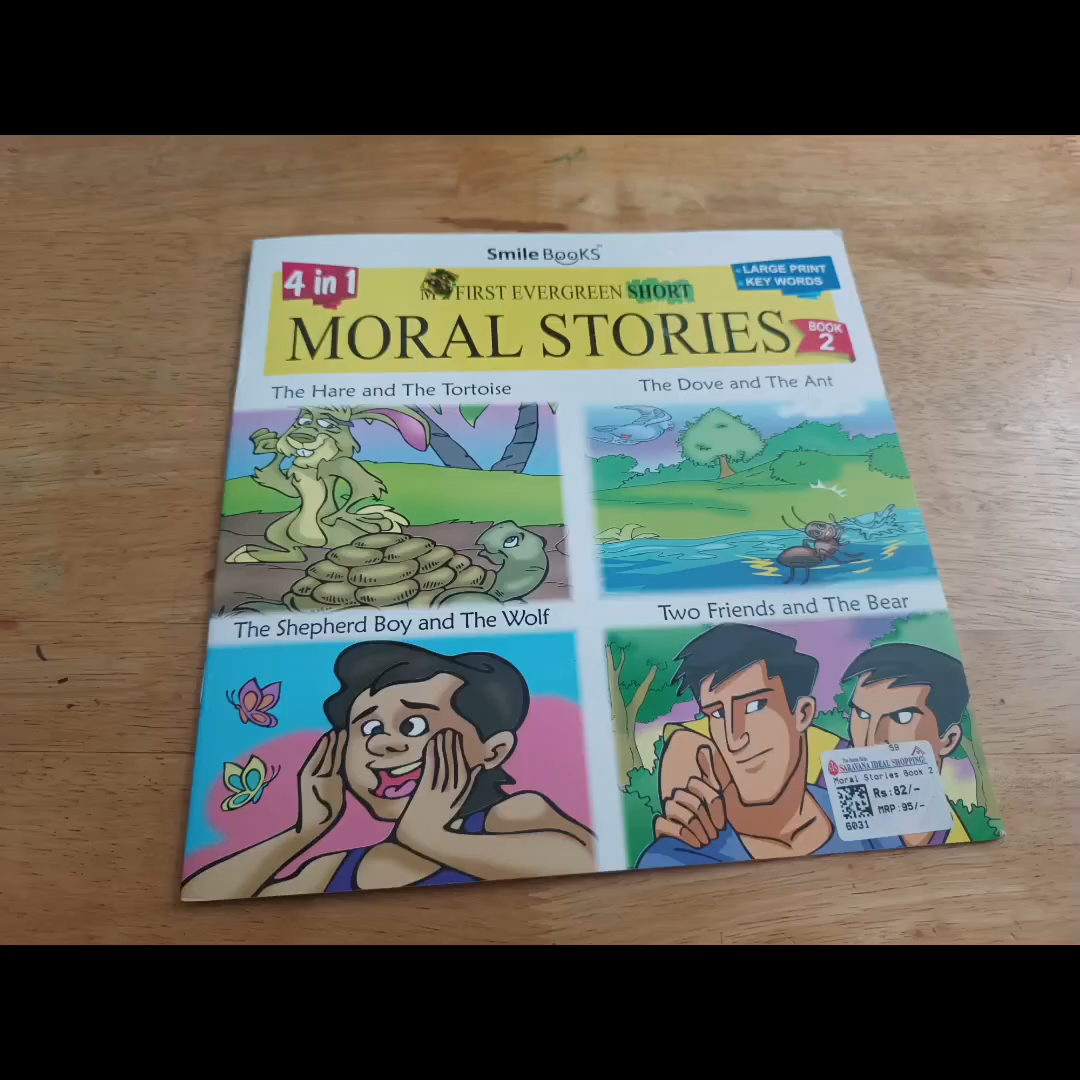 Smile BooKS
4 in 1
MY FIRST EVERGREEN SHORT
LARGE PRINT
KEY WORDS
MORAL STORIES
BOOK
2
The Hare and The Tortoise
The Dove and The Ant
The Shepherd Boy and The Wolf
Two Friends and The Bear
59
SARAVANA IDEAL SHOPPING
Moral Stories Book 2
Rs:82/-
MRP:95/-
6031